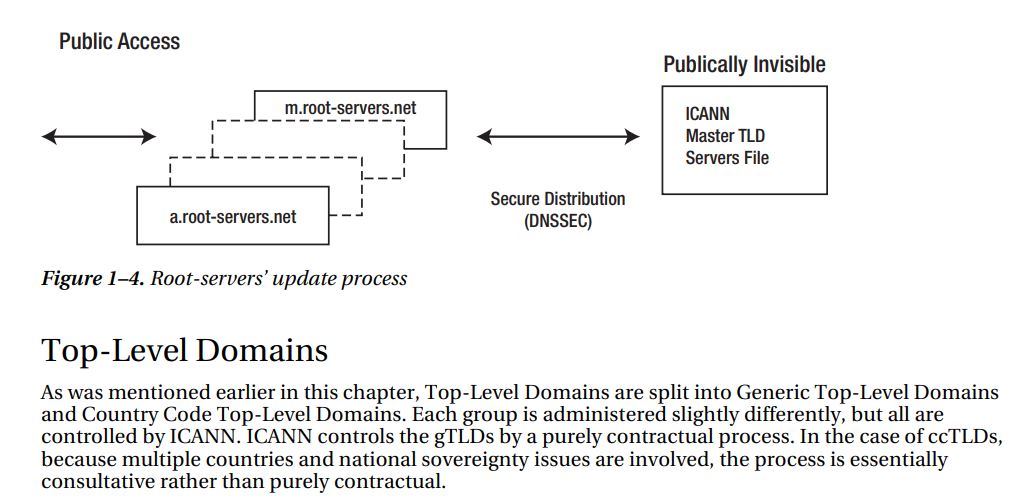 Public Access
Publically Invisible
m.root-servers.net
ICANN
Master TLD
Servers File
a.root-servers.net
Secure Distribution
(DNSSEC)
Figure 1–4. Root-servers’ update process
Top-Level Domains
As was mentioned earlier in this chapter, Top-Level Domains are split into Generic Top-Level Domains
and Country Code Top-Level Domains. Each group is administered slightly differently, but all are
controlled by ICANN. ICANN controls the gTLDs by a purely contractual process. In the case of ccTLDs,
because multiple countries and national sovereignty issues are involved, the process is essentially
consultative rather than purely contractual.